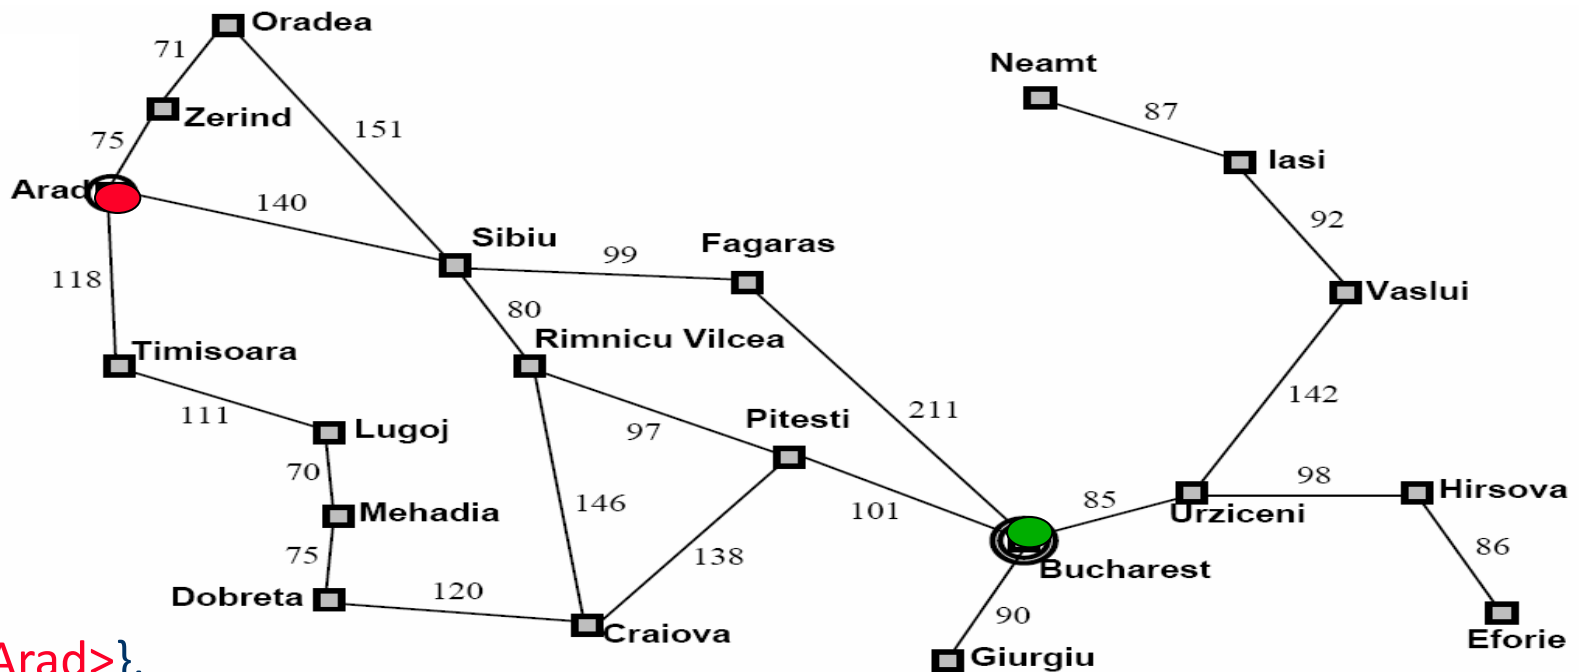 Oradea
71
Neamt
87
Zerind
151
75
Iasi
Arad
140
92
Sibiu
Fagaras
99
118
Vaslui
80
Rimnicu Vilcea
Timisoara
142
111
211
Pitesti
Lugoj
97
70
98
Hirsova
85
146
101
Mehadia
Urziceni
75
138
86
Bucharest
120
Dobreta
90
Craiova
Eforie
Giurgiu
Arad>},